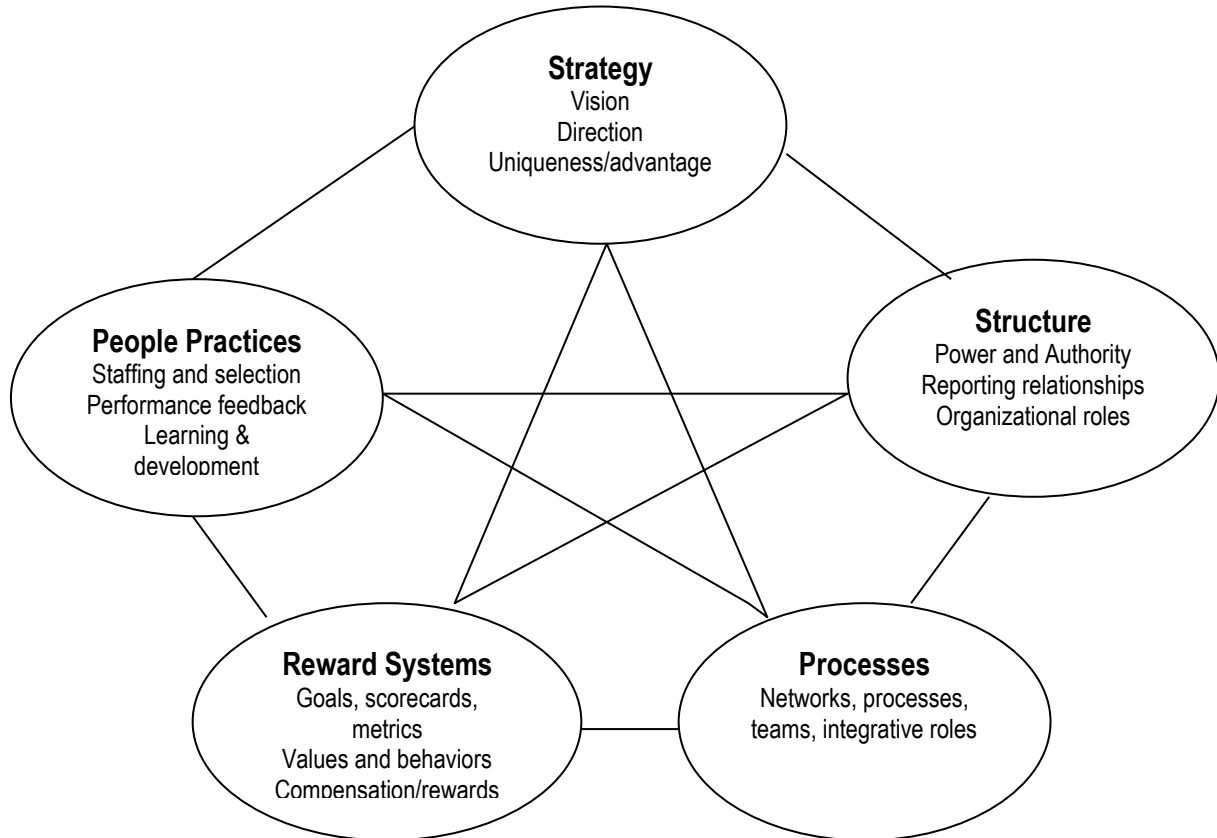 Strategy
Vision
Direction
Uniqueness/advantage
Structure
Power and Authority
Reporting relationships
Organizational roles
People Practices
Staffing and selection
Performance feedback
Learning &
development
Reward Systems
Goals, scorecards,
metrics
Values and behaviors
Compensation/rewards
Processes
Networks, processes,
teams, integrative roles